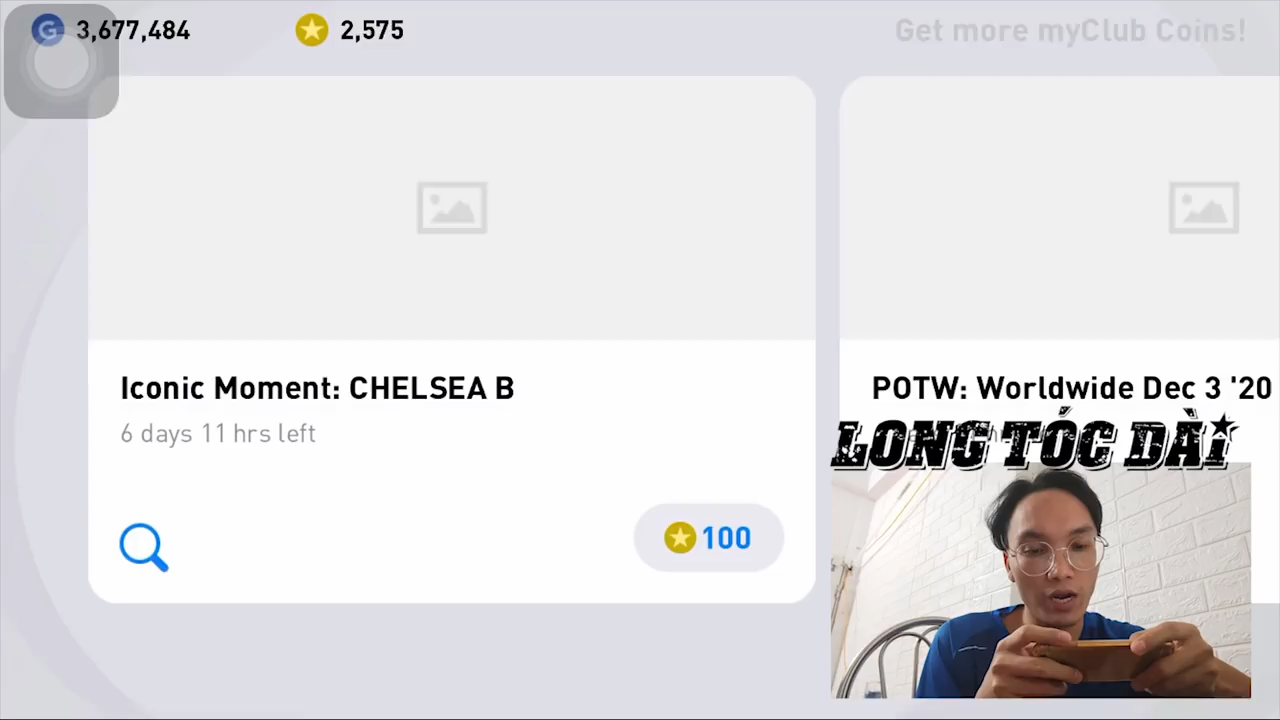 3,677,484
2,575
Get more myClub Coins!
Iconic Moment: CHELSEA B
6 days 11 hrs left
100
POTW: Worldwide Dec 3 '20
LONG TÓC DÀI